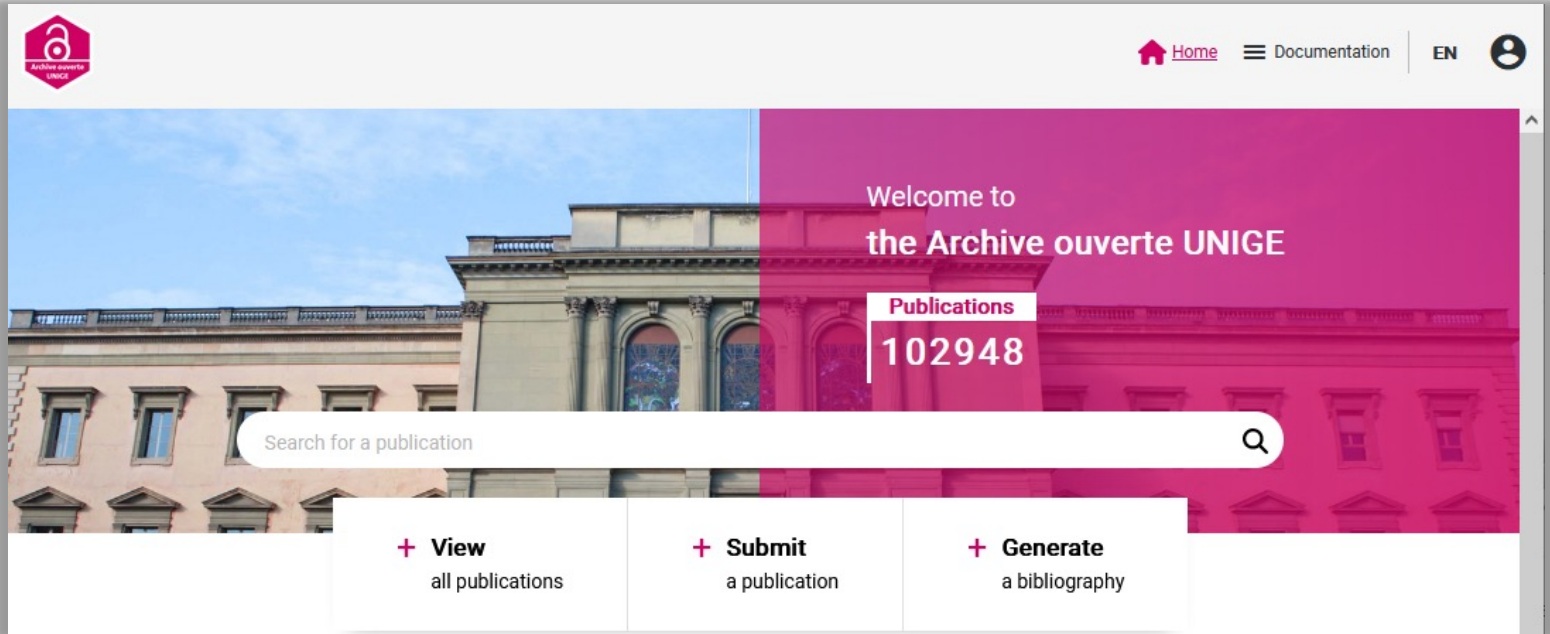 Archive ouverte
UNIGE
Home
Documentation
EN
Welcome to
the Archive ouverte UNIGE
Publications
102948
Search for a publication
+ View
all publications
+ Submit
a publication
+ Generate
a bibliography